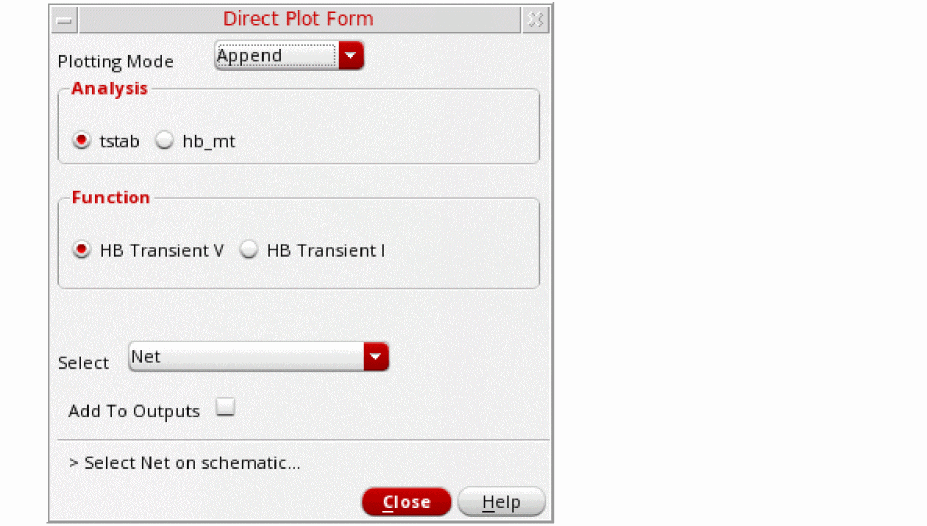 Direct Plot Form
Plotting Mode Append
Analysis
tstab hb_mt
Function
HB Transient V HB Transient I
Select Net
Add To Outputs
> Select Net on schematic...
Close Help